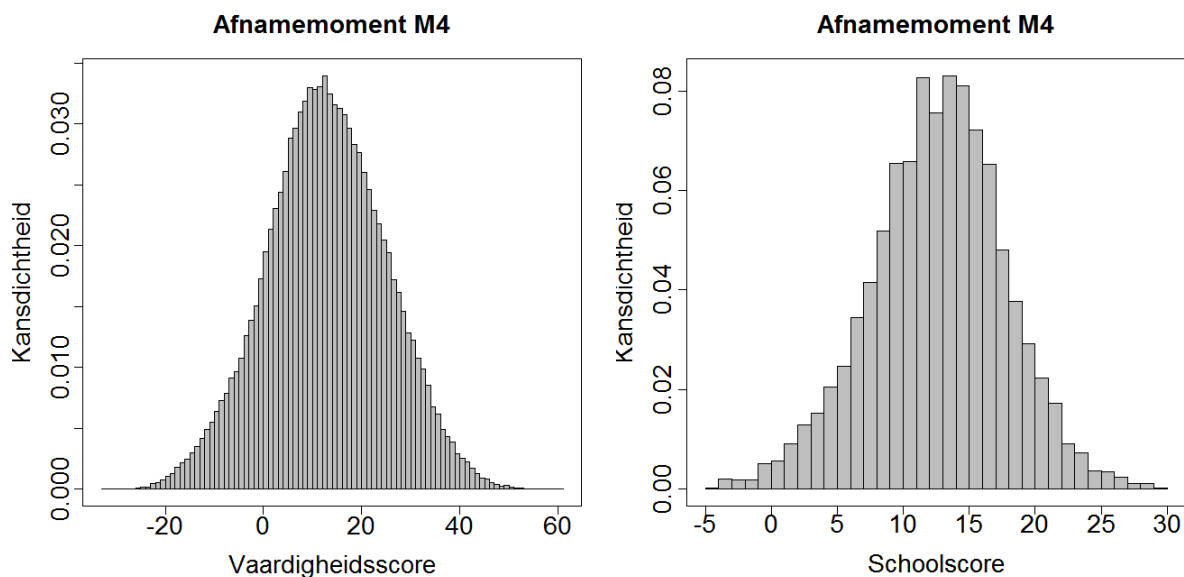 Afnamemoment M4
Kansdichtheid
0.030
0.020
0.010
0.000
-20 0 20 40 60
Vaardigheidsscore
Afnamemoment M4
Kansdichtheid
0.08
0.06
0.04
0.02
0.00
-5 0 5 10 15 20 25 30
Schoolscore